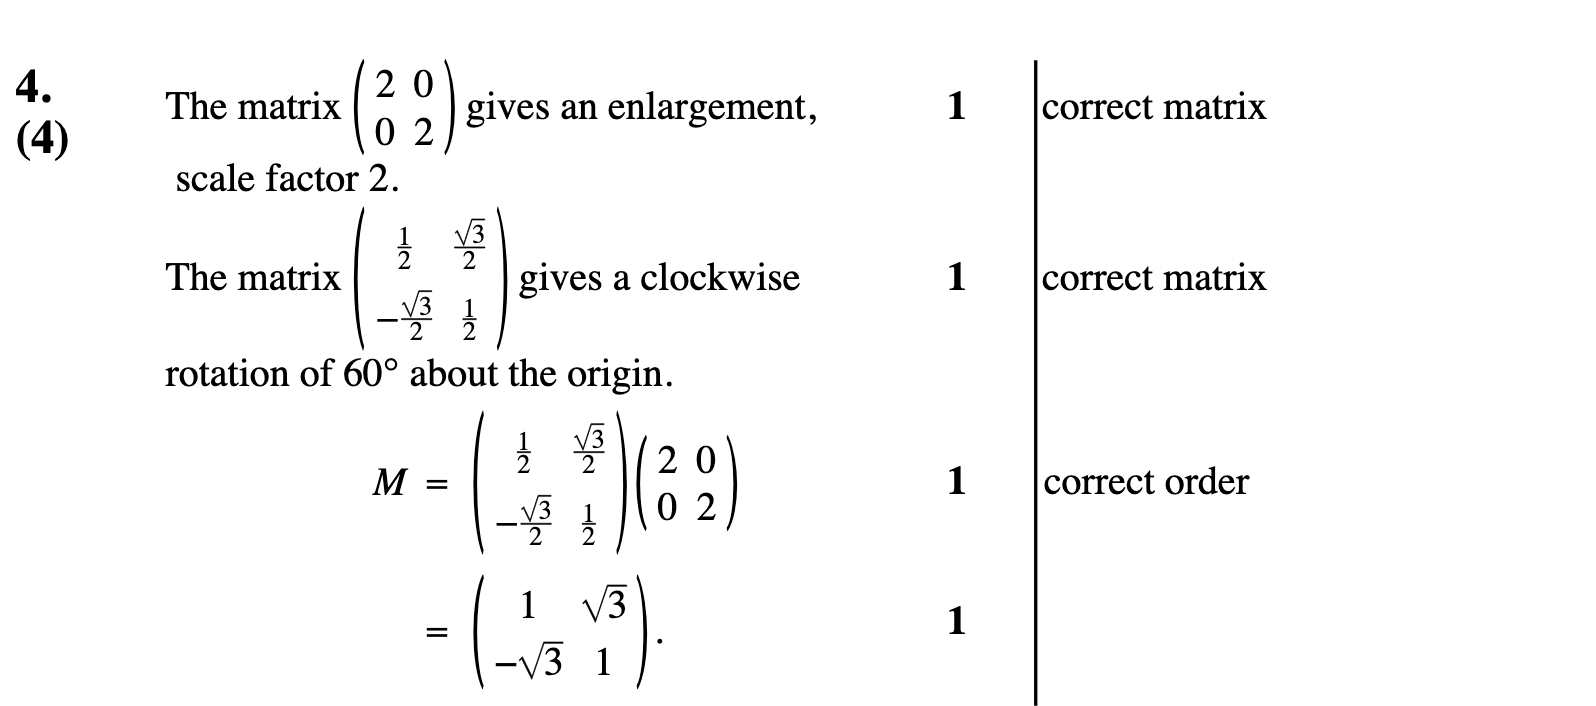 4.
(4)
The matrix $\begin{pmatrix} 2 & 0 \\ 0 & 2 \end{pmatrix}$ gives an enlargement, 1 correct matrix
scale factor 2.
The matrix $\begin{pmatrix} \frac{1}{2} & \frac{\sqrt{3}}{2} \\ -\frac{\sqrt{3}}{2} & \frac{1}{2} \end{pmatrix}$ gives a clockwise 1 correct matrix
rotation of 60° about the origin.
$M = \begin{pmatrix} \frac{1}{2} & \frac{\sqrt{3}}{2} \\ -\frac{\sqrt{3}}{2} & \frac{1}{2} \end{pmatrix} \begin{pmatrix} 2 & 0 \\ 0 & 2 \end{pmatrix}$ 1 correct order
$= \begin{pmatrix} 1 & \sqrt{3} \\ -\sqrt{3} & 1 \end{pmatrix}.$ 1